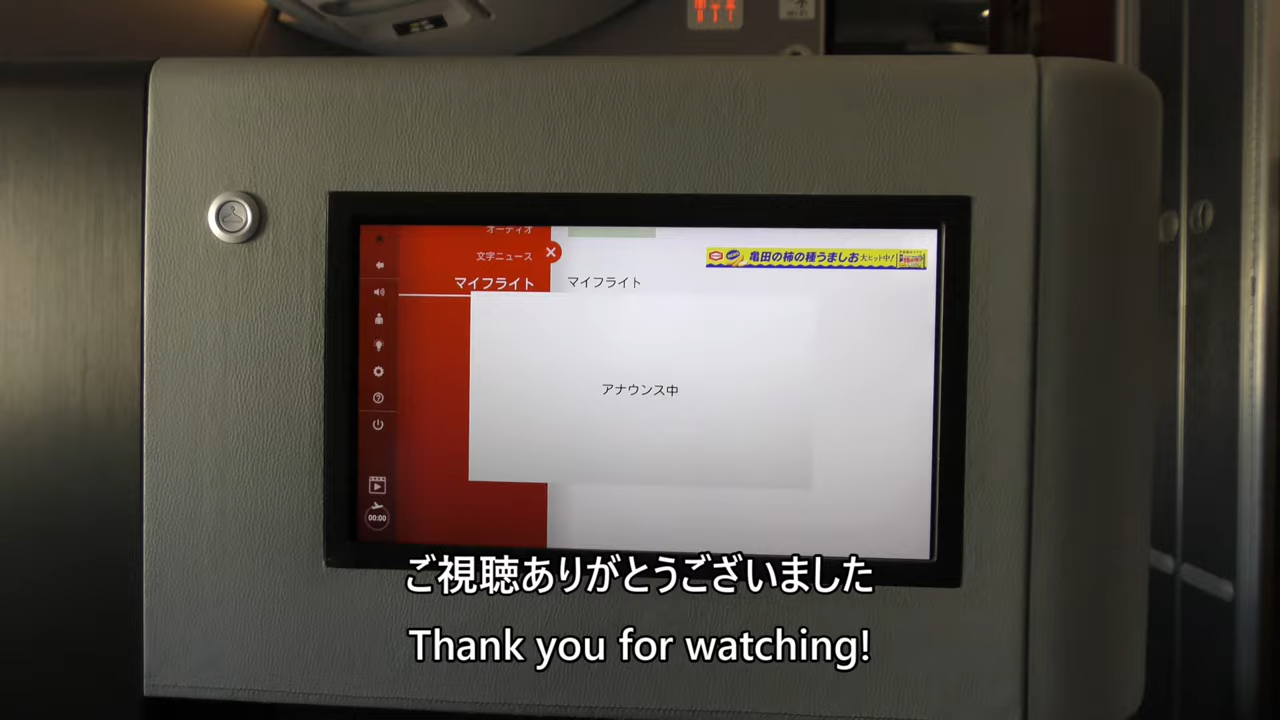 オーディオ
文字ニュース
マイフライト
マイフライト
亀田の柿の種うましお大ヒット中!
アナウンス中
00:00
ご視聴ありがとうございました
Thank you for watching!